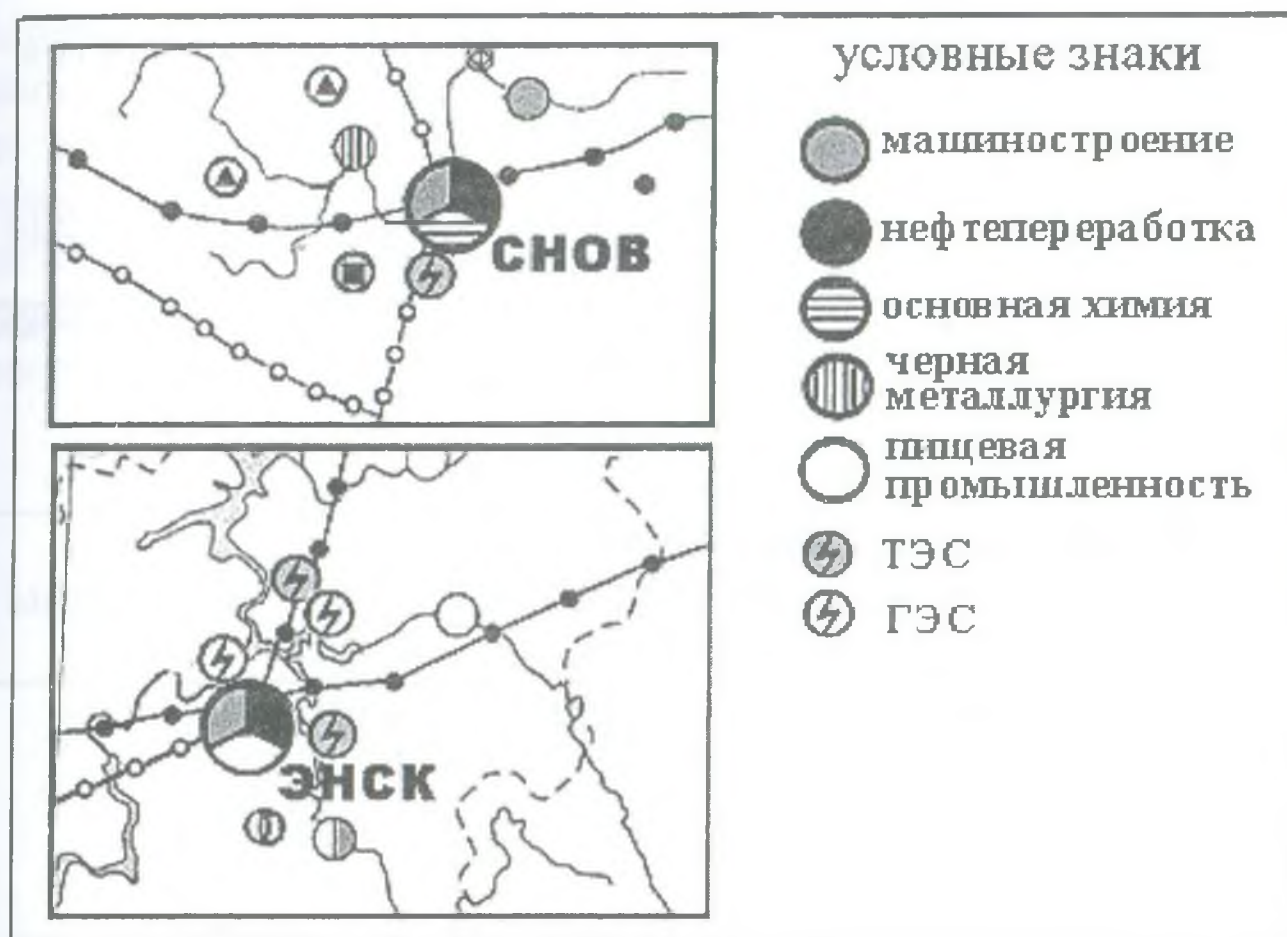 СНОВ
ЭНСК
условные знаки
машиностроение
нефтепереработка
основная химия
черная
металлургия
пищевая
промышленность
ТЭС
ГЭС